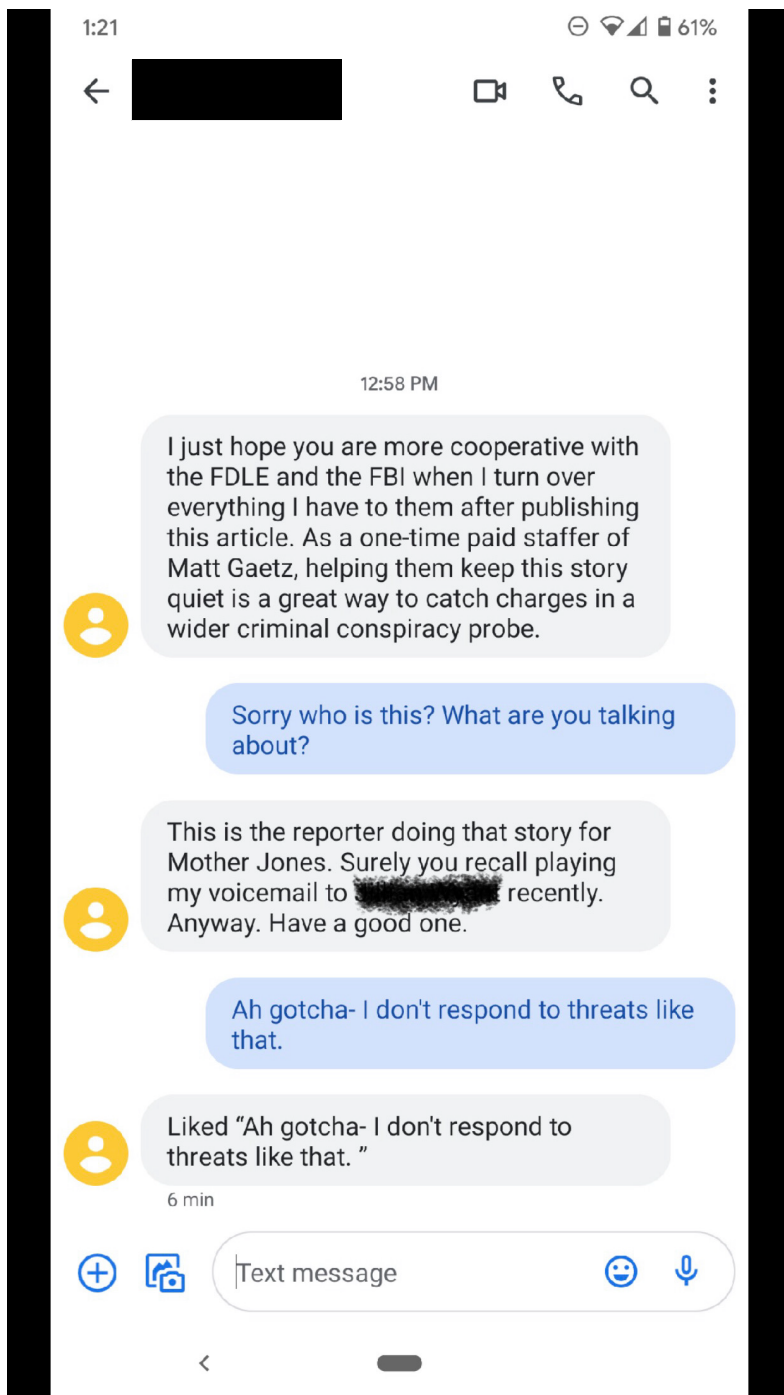 1:21
61%
12:58 PM
I just hope you are more cooperative with
the FDLE and the FBI when I turn over
everything I have to them after publishing
this article. As a one-time paid staffer of
Matt Gaetz, helping them keep this story
quiet is a great way to catch charges in a
wider criminal conspiracy probe.
Sorry who is this? What are you talking
about?
This is the reporter doing that story for
Mother Jones. Surely you recall playing
my voicemail to recently.
Anyway. Have a good one.
Ah gotcha- I don't respond to threats like
that.
Liked “Ah gotcha- I don't respond to
threats like that. ”
6 min
Text message